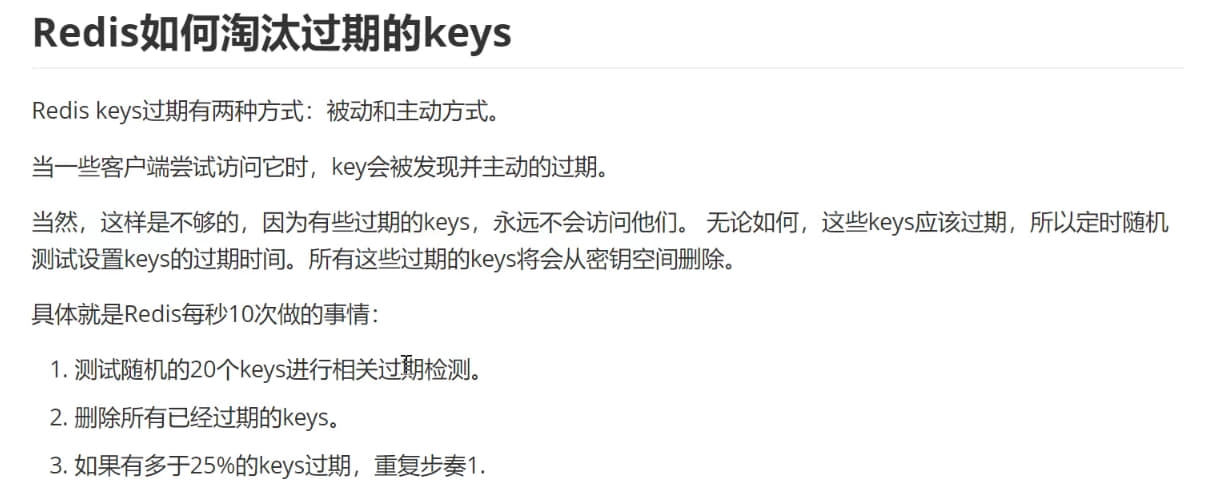 Redis如何淘汰过期的keys
Redis keys过期有两种方式：被动和主动方式。
当一些客户端尝试访问它时，key会被发现并主动的过期。
当然，这样是不够的，因为有些过期的keys，永远不会访问他们。 无论如何，这些keys应该过期，所以定时随机
测试设置keys的过期时间。所有这些过期的keys将会从密钥空间删除。
具体就是Redis每秒10次做的事情：
1. 测试随机的20个keys进行相关过期检测。
2. 删除所有已经过期的keys。
3. 如果有多于25%的keys过期，重复步奏1.